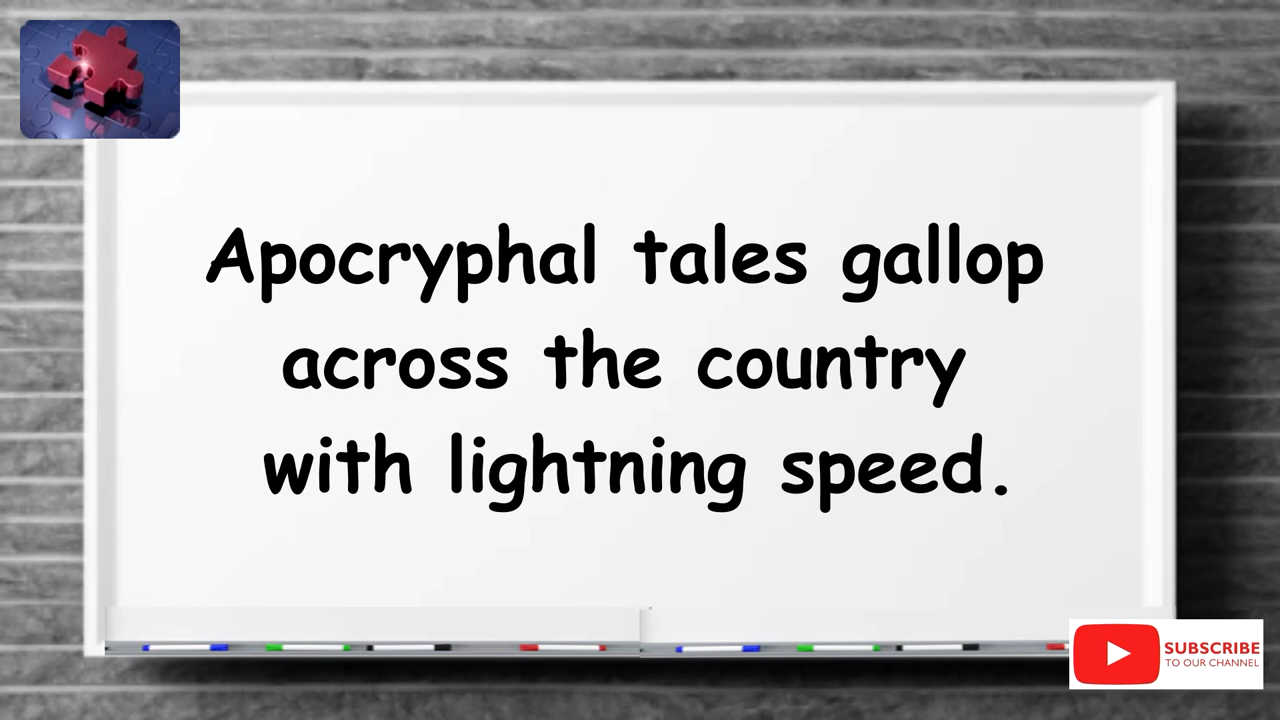 Apocryphal tales gallop
across the country
with lightning speed.
SUBSCRIBE
TO OUR CHANNEL